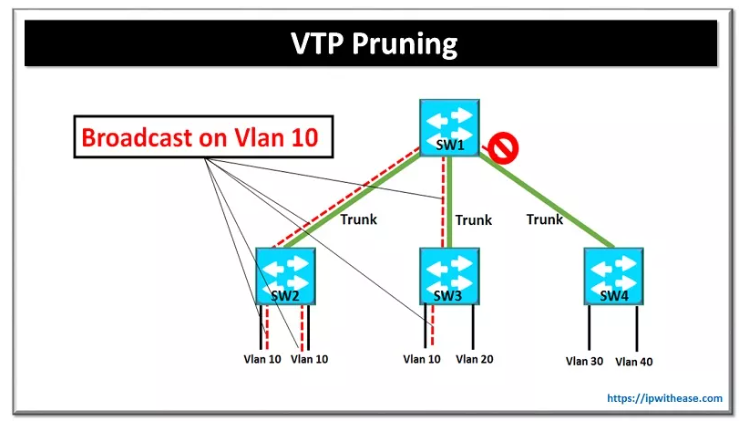 VTP Pruning
Broadcast on Vlan 10
SW1
Trunk
Trunk
Trunk
SW2
SW3
SW4
Vlan 10
Vlan 10
Vlan 10
Vlan 20
Vlan 30
Vlan 40
https://ipwithease.com